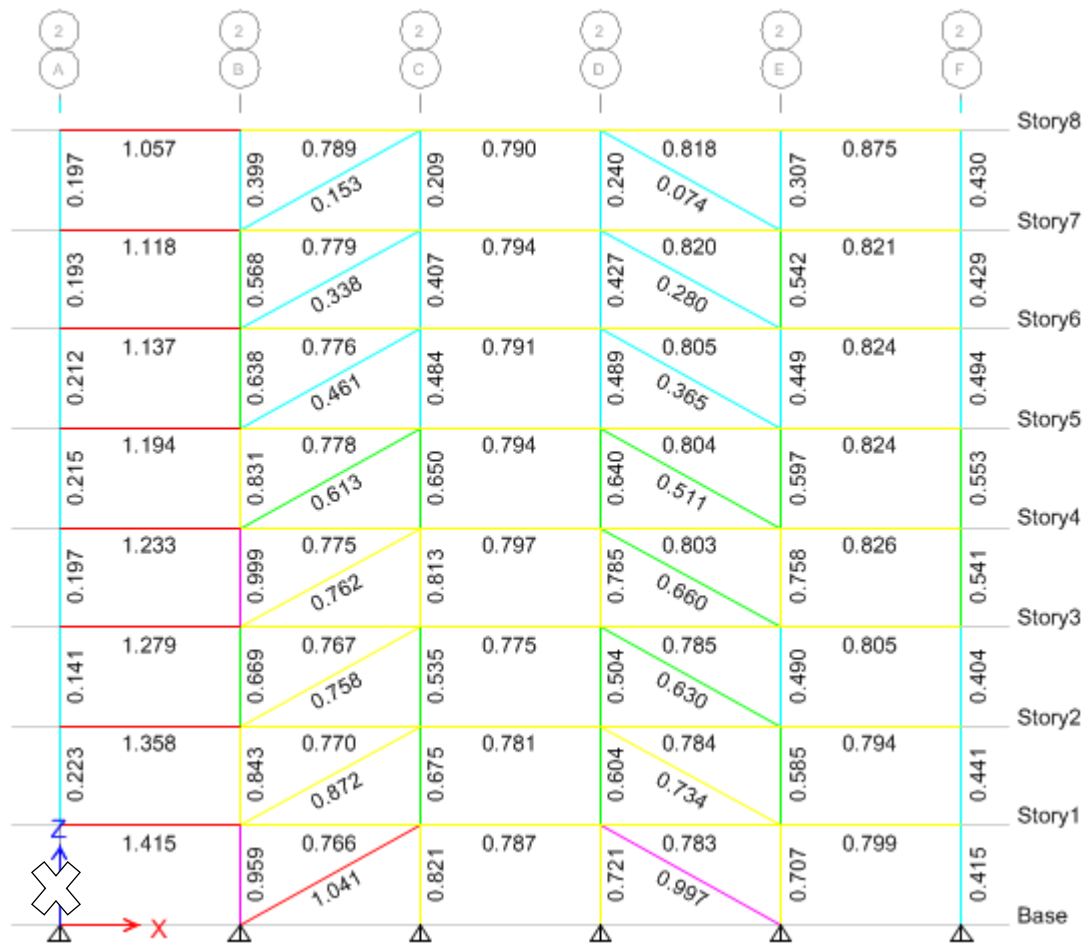 2 2 2 2 2 2
A B C D E F
Story8
1.057 0.789 0.790 0.818 0.875
0.197 0.399 0.153 0.209 0.240 0.074 0.307 0.430
Story7
1.118 0.779 0.794 0.820 0.821
0.193 0.568 0.338 0.407 0.427 0.280 0.542 0.429
Story6
1.137 0.776 0.791 0.805 0.824
0.212 0.638 0.461 0.484 0.489 0.365 0.449 0.494
Story5
1.194 0.778 0.794 0.804 0.824
0.215 0.831 0.613 0.650 0.640 0.511 0.597 0.553
Story4
1.233 0.775 0.797 0.803 0.826
0.197 0.999 0.762 0.813 0.785 0.660 0.758 0.541
Story3
1.279 0.767 0.775 0.785 0.805
0.141 0.669 0.758 0.535 0.504 0.630 0.490 0.404
Story2
1.358 0.770 0.781 0.784 0.794
0.223 0.843 0.872 0.675 0.604 0.734 0.585 0.441
Story1
Z
1.415 0.766 0.787 0.783 0.799
0.959 1.041 0.821 0.721 0.997 0.707 0.415
Base
X